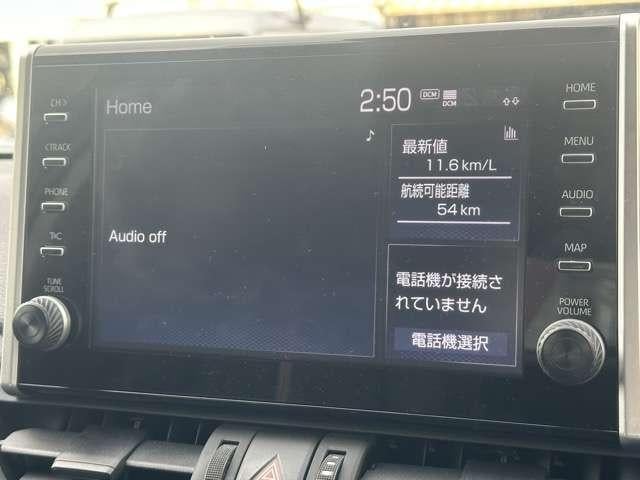 CH >
CTRACK
PHONE
T&C
TUNE
SCROLL
Home
2:50
DCM
DCM
Audio off
最新値
11.6 km/L
航続可能距離
54 km
電話機が接続さ
れていません
電話機選択
HOME
MENU
AUDIO
MAP
POWER
VOLUME